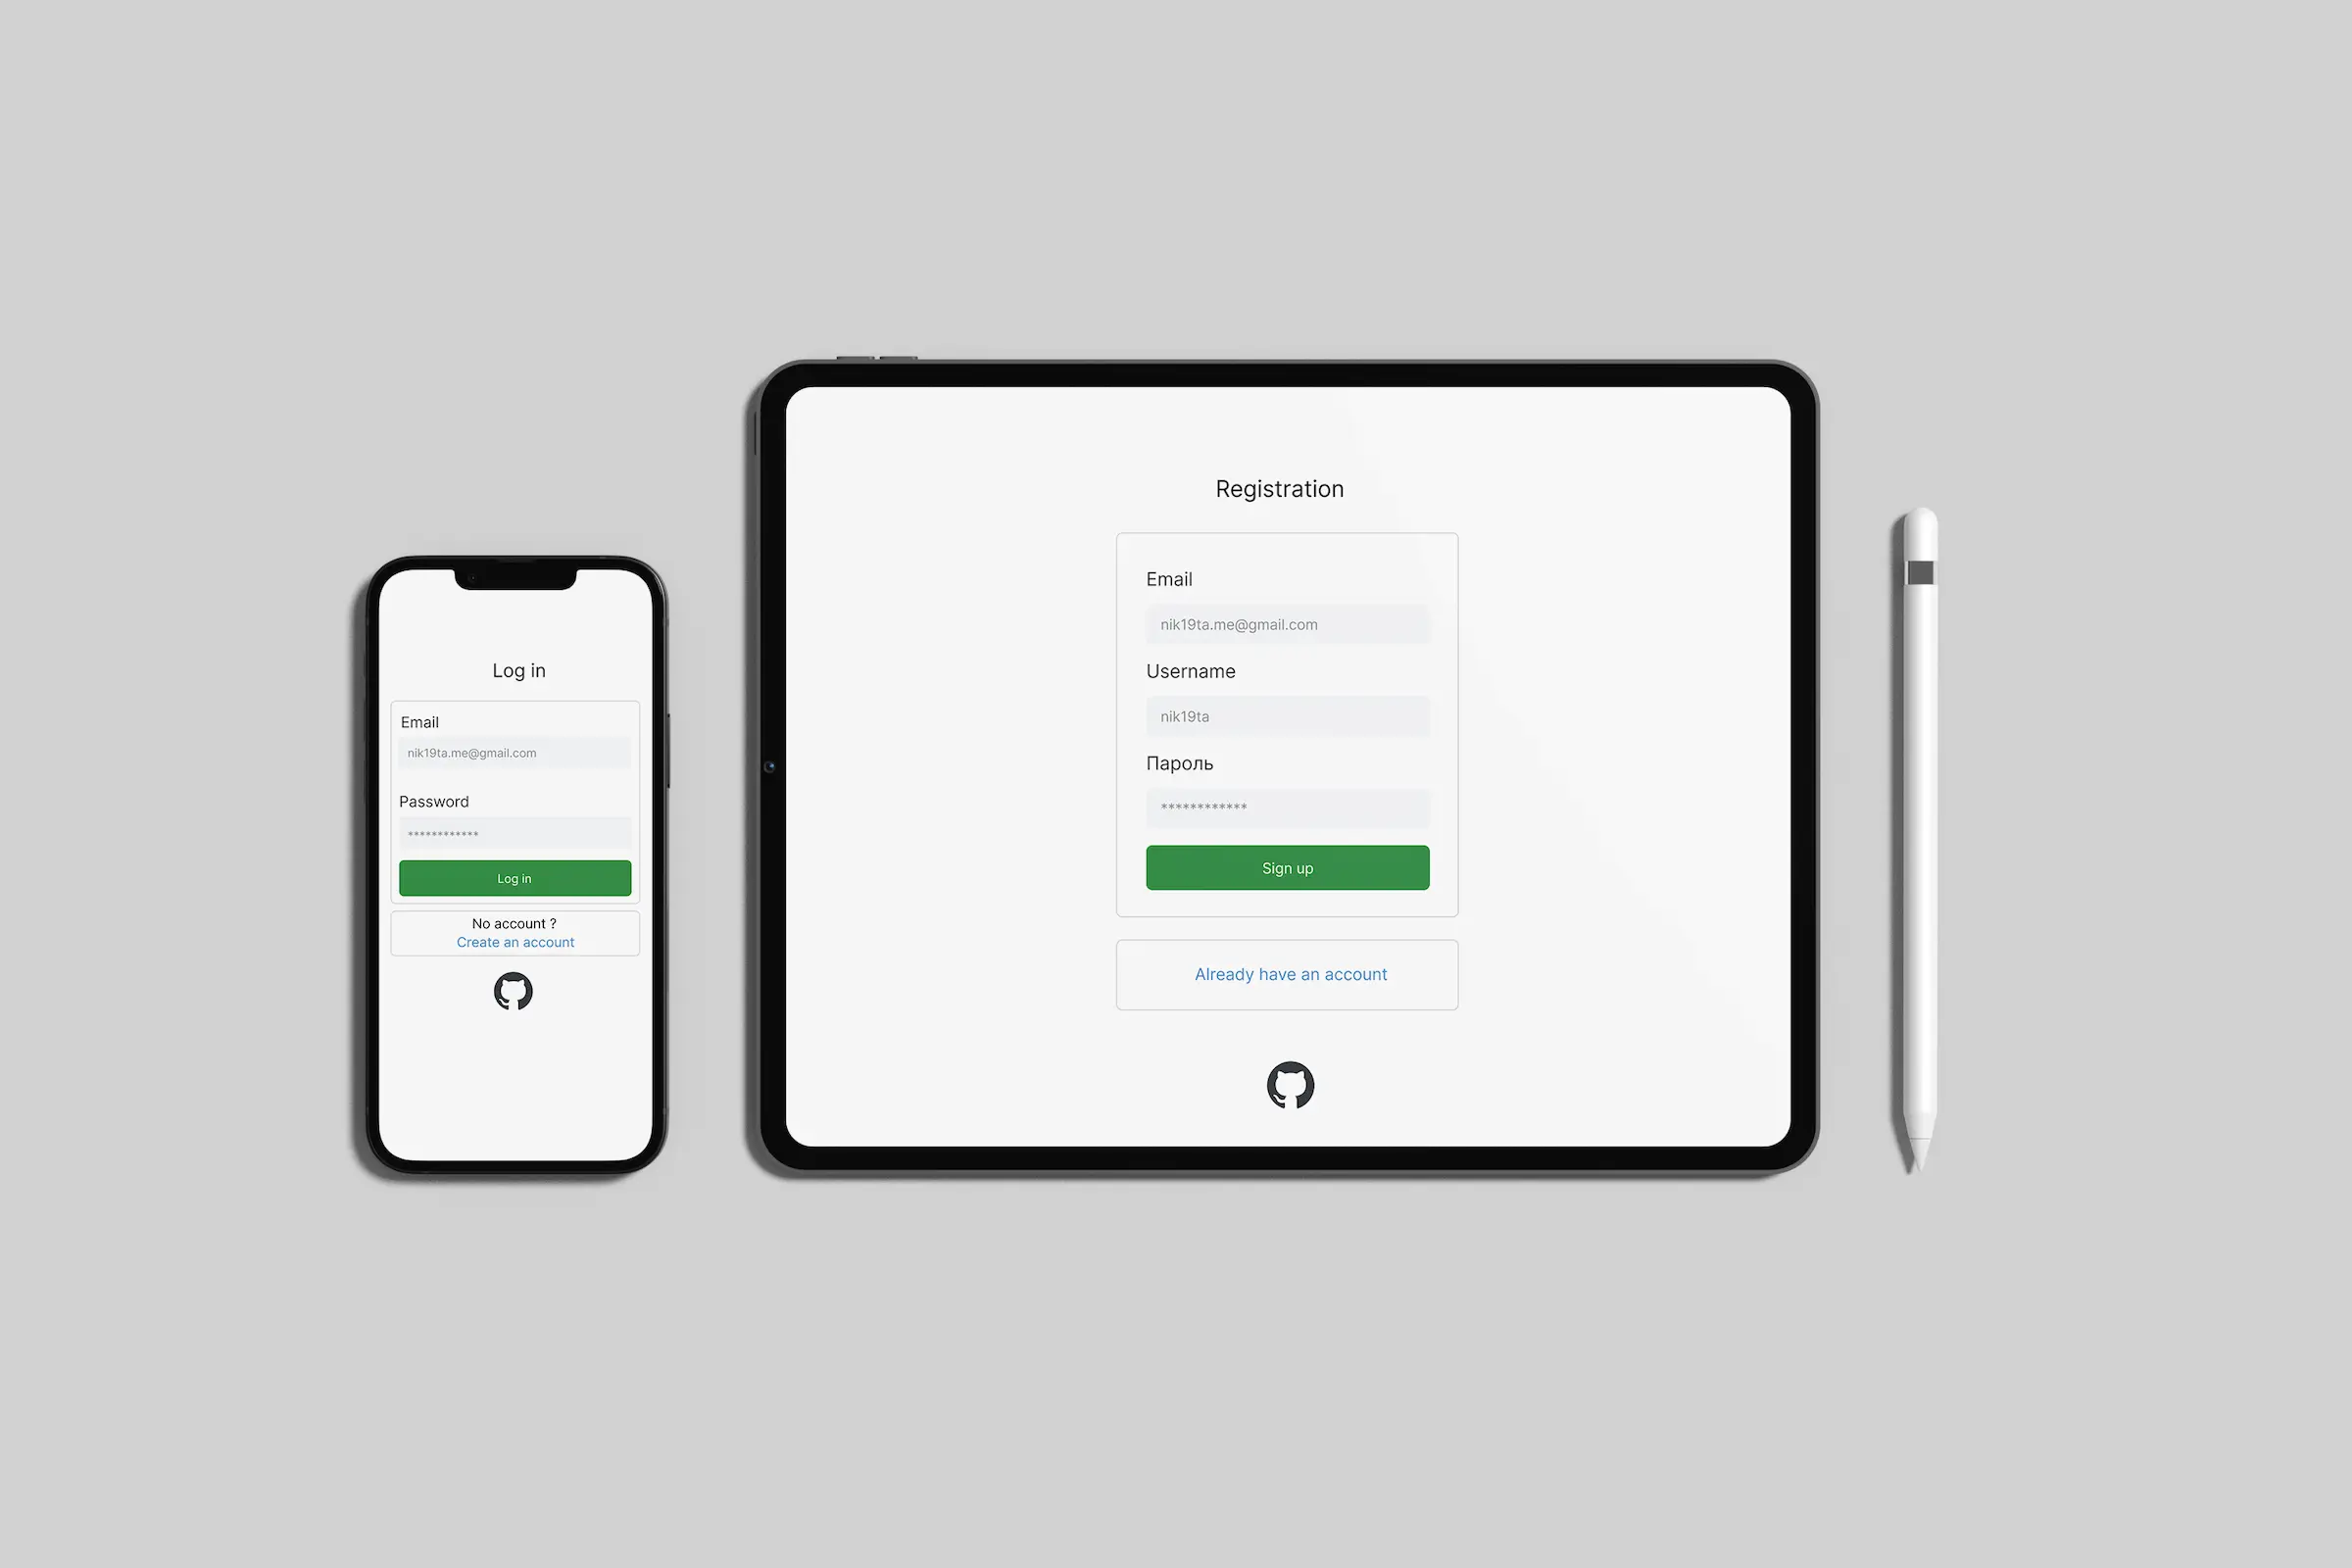 Log in
Email
nik19ta.me@gmail.com
Password
************
Log in
No account ?
Create an account
Registration
Email
nik19ta.me@gmail.com
Username
nik19ta
Пароль
************
Sign up
Already have an account